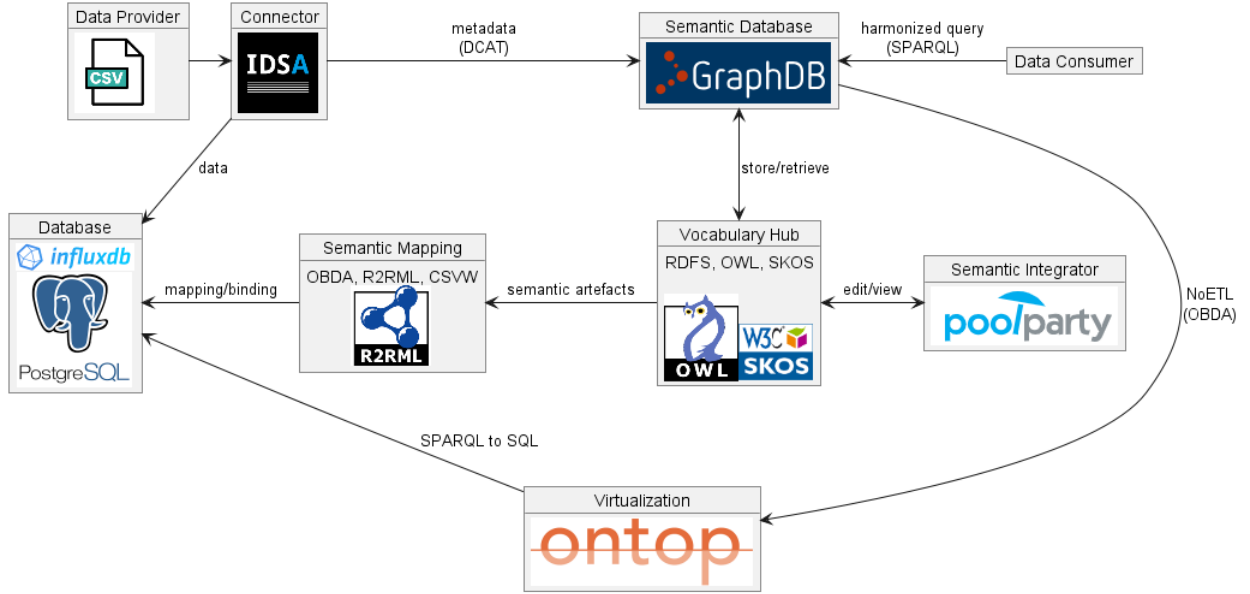 Data Provider
CSV
Connector
IDSA
metadata
(DCAT)
Semantic Database
GraphDB
harmonized query
(SPARQL)
Data Consumer
data
store/retrieve
Database
influxdb
PostgreSQL
mapping/binding
Semantic Mapping
OBDA, R2RML, CSVW
R2RML
semantic artefacts
Vocabulary Hub
RDFS, OWL, SKOS
OWL
W3C
SKOS
edit/view
Semantic Integrator
poolparty
NoETL
(OBDA)
SPARQL to SQL
Virtualization
ontop